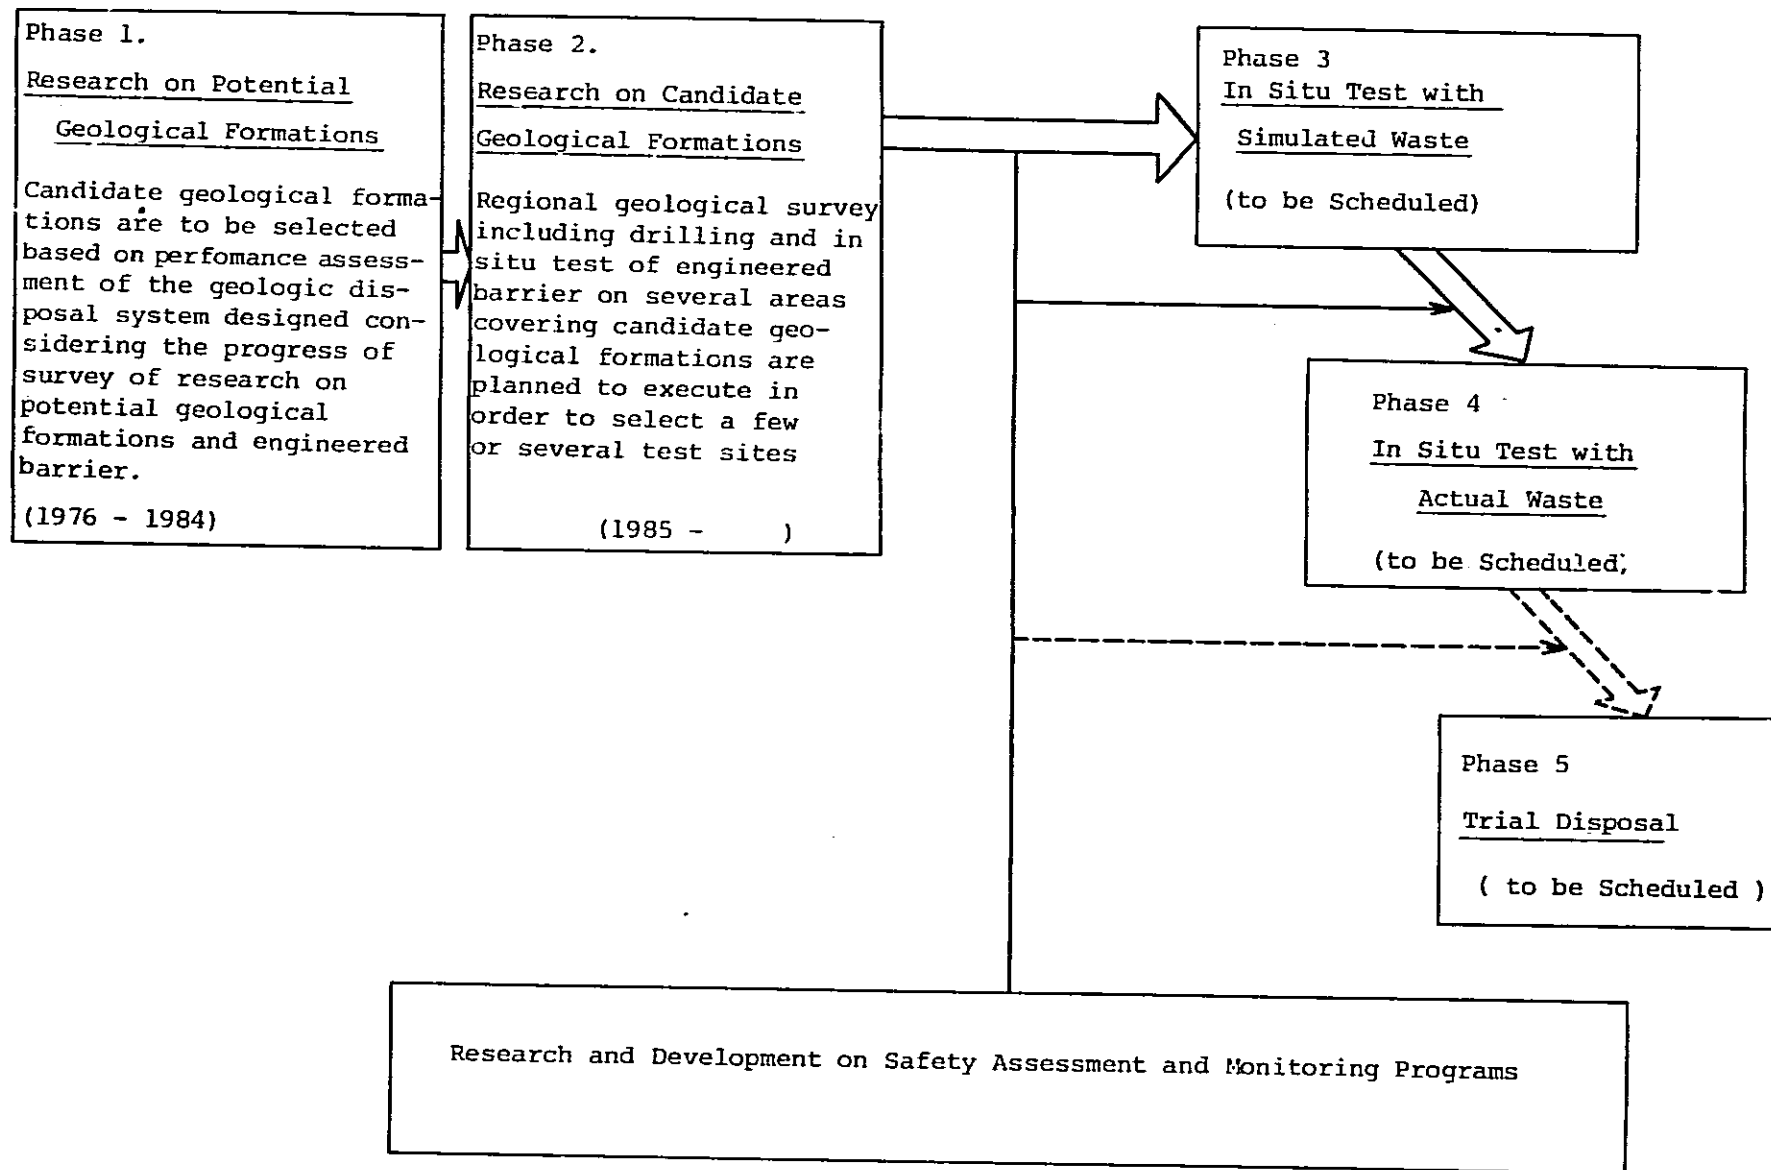 Phase 1.
Research on Potential
Geological Formations
Candidate geological forma-
tions are to be selected
based on perfomance assess-
ment of the geologic dis-
posal system designed con-
sidering the progress of
survey of research on
potential geological
formations and engineered
barrier.
(1976 - 1984)
Phase 2.
Research on Candidate
Geological Formations
Regional geological survey
including drilling and in
situ test of engineered
barrier on several areas
covering candidate geo-
logical formations are
planned to execute in
order to select a few
or several test sites
(1985 - )
Phase 3
In Situ Test with
Simulated Waste
(to be Scheduled)
Phase 4
In Situ Test with
Actual Waste
(to be Scheduled,
Phase 5
Trial Disposal
( to be Scheduled )
Research and Development on Safety Assessment and Monitoring Programs